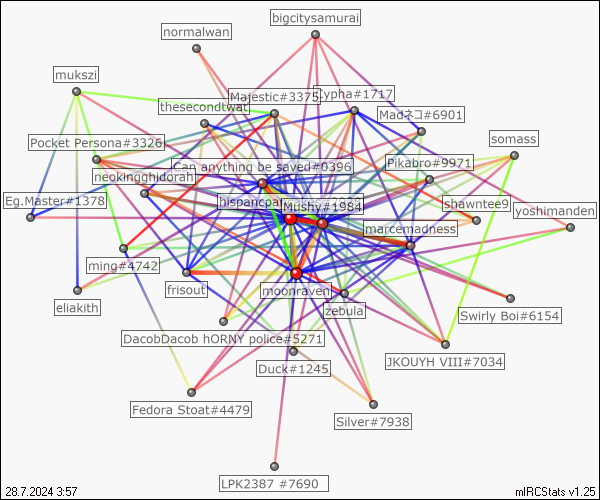 bigcitysamurai
normalwan
mukszi
Majestic#3375
Lypha#1717
thesecondtwat
Madネコ#6901
Pocket Persona#3326
somass
Can anything be saved#0396
Pikabro#9971
neokingghidorah
Eg.Master#1378
Mushy#1984
shawntee9
yoshimanden
marcemadness
ming#4742
frisout
moonraven
eliakith
zebula
Swirly Boi#6154
DacobDacob hORNY police#5271
Duck#1245
JKOUYH VIII#7034
Fedora Stoat#4479
Silver#7938
LPK2387 #7690
28.7.2024 3:57
mIRCStats v1.25